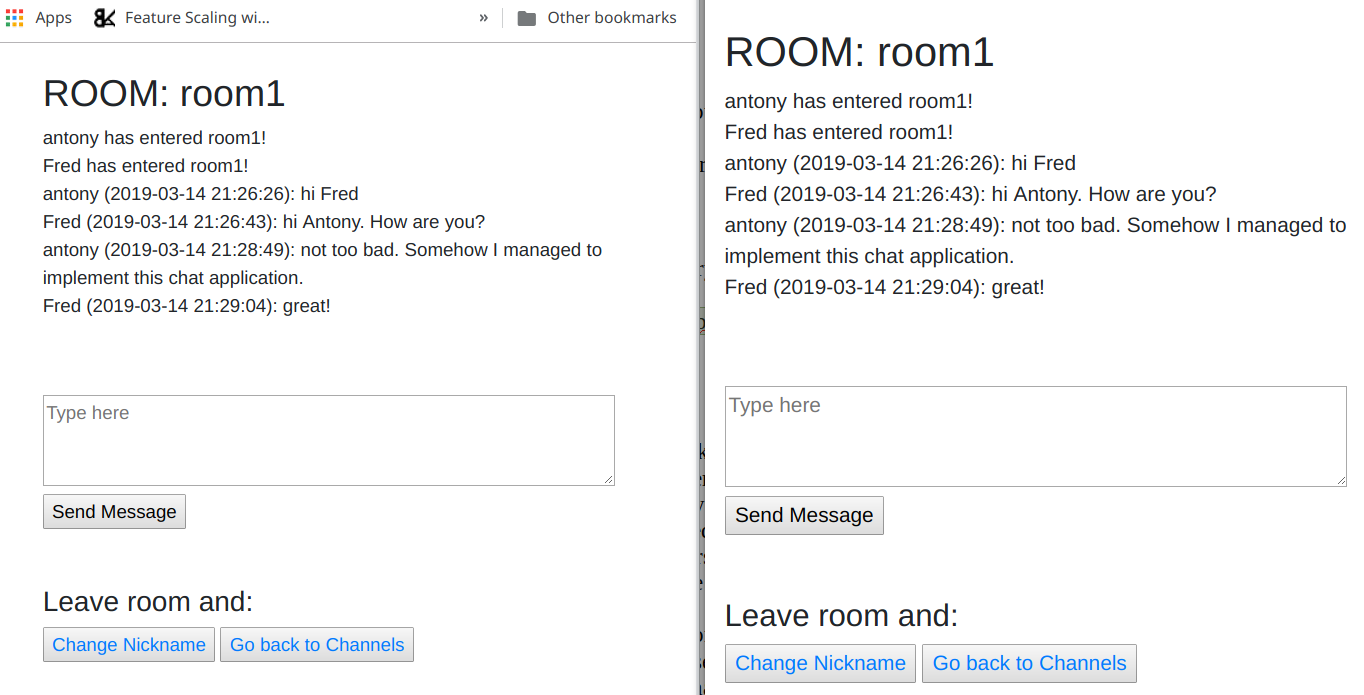 Apps
Feature Scaling wi...
»
Other bookmarks
ROOM: room1
antony has entered room1!
Fred has entered room1!
antony (2019-03-14 21:26:26): hi Fred
Fred (2019-03-14 21:26:43): hi Antony. How are you?
antony (2019-03-14 21:28:49): not too bad. Somehow I managed to
implement this chat application.
Fred (2019-03-14 21:29:04): great!
Type here
Send Message
Leave room and:
Change Nickname
Go back to Channels
ROOM: room1
antony has entered room1!
Fred has entered room1!
antony (2019-03-14 21:26:26): hi Fred
Fred (2019-03-14 21:26:43): hi Antony. How are you?
antony (2019-03-14 21:28:49): not too bad. Somehow I managed to
implement this chat application.
Fred (2019-03-14 21:29:04): great!
Type here
Send Message
Leave room and:
Change Nickname
Go back to Channels